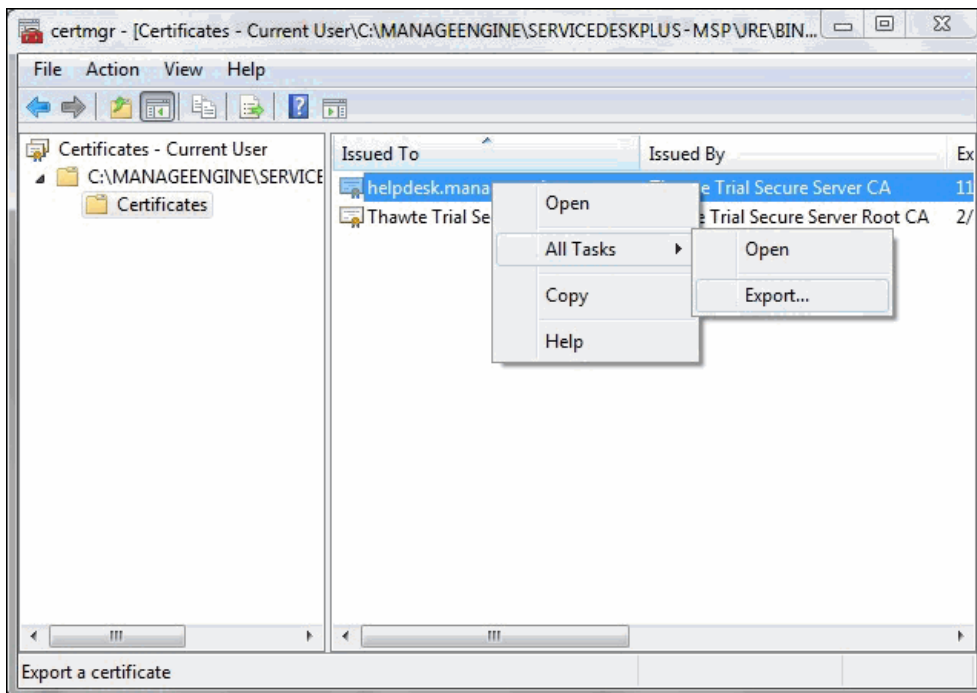 certmgr - [Certificates - Current User\C:\MANAGEENGINE\SERVICEDESKPLUS-MSP\JRE\BIN...
File Action View Help
Certificates - Current User
C:\MANAGEENGINE\SERVICE
Certificates
Issued To Issued By Ex
helpdesk.mana e Trial Secure Server CA 11
Thawte Trial Se Trial Secure Server Root CA 2/
Open
All Tasks
Copy
Help
Open
Export...
Export a certificate